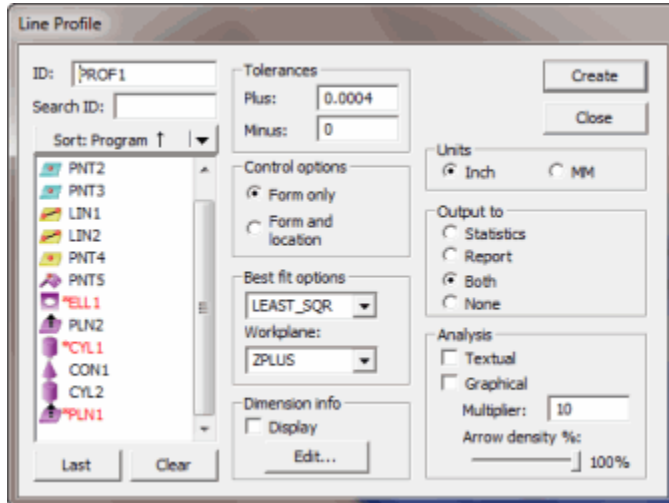 Line Profile
ID: PROF1
Search ID:
Sort: Program ↑
PNT2
PNT3
LIN1
LIN2
PNT4
PNT5
*ELL1
PLN2
*CYL1
CON1
CYL2
*PLN1
Last Clear
Tolerances
Plus: 0.0004
Minus: 0
Control options
Form only
Form and
location
Best fit options
LEAST_SQR
Workplane:
ZPLUS
Dimension info
Display
Edit...
Create
Close
Units
Inch MM
Output to
Statistics
Report
Both
None
Analysis
Textual
Graphical
Multiplier: 10
Arrow density %:
100%